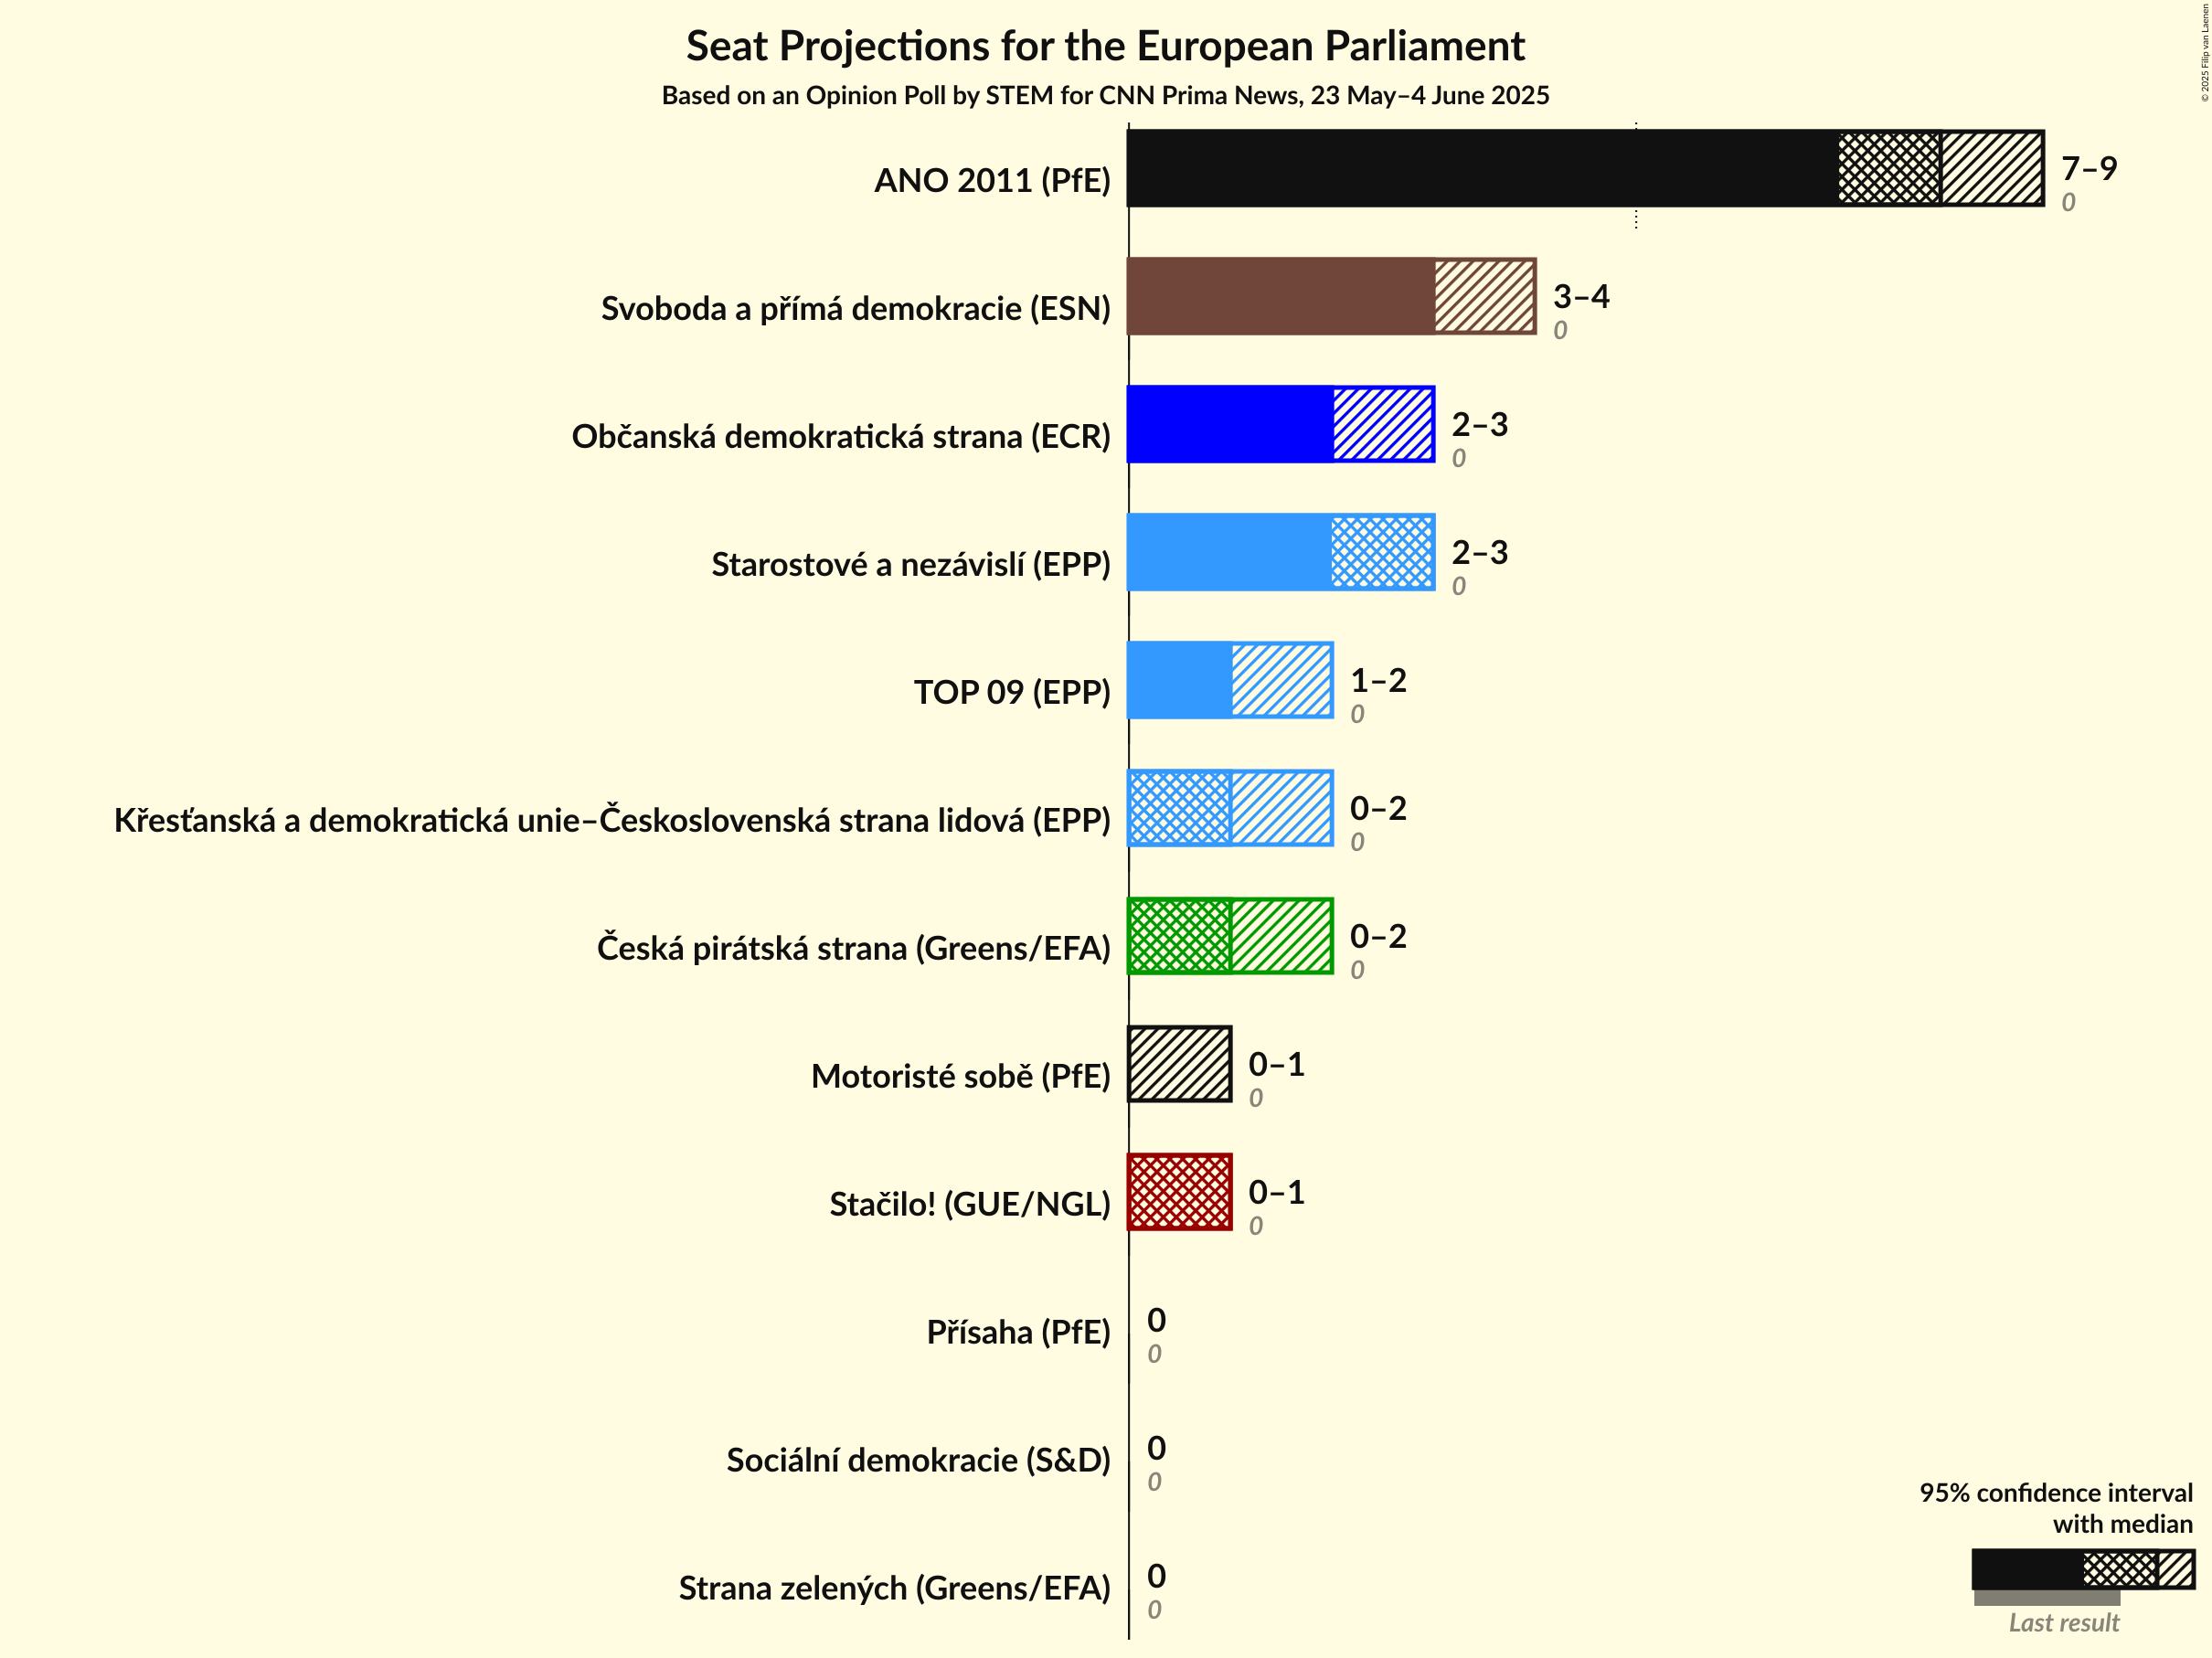 Seat Projections for the European Parliament
Based on an Opinion Poll by STEM for CNN Prima News, 23 May–4 June 2025
© 2025 Filip van Laenen
ANO 2011 (PfE)
7–9
0
Svoboda a přímá demokracie (ESN)
3–4
0
Občanská demokratická strana (ECR)
2–3
0
Starostové a nezávislí (EPP)
2–3
0
TOP 09 (EPP)
1–2
0
Křesťanská a demokratická unie–Československá strana lidová (EPP)
0–2
0
Česká pirátská strana (Greens/EFA)
0–2
0
Motoristé sobě (PfE)
0–1
0
Stačilo! (GUE/NGL)
0–1
0
Přísaha (PfE)
0
0
Sociální demokracie (S&D)
0
0
Strana zelených (Greens/EFA)
0
0
95% confidence interval
with median
Last result